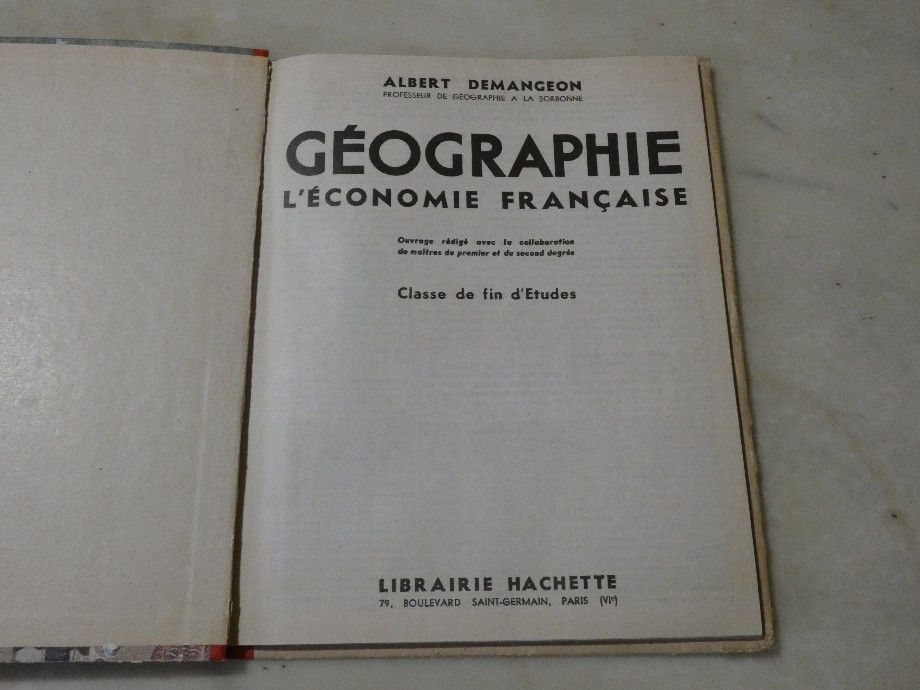 ALBERT DEMANGEON
PROFESSEUR DE GÉOGRAPHIE A LA SORBONNE
GÉOGRAPHIE
L'ÉCONOMIE FRANÇAISE
Ouvrage rédigé avec la collaboration
de maîtres du premier et du second degrés
Classe de fin d'Etudes
LIBRAIRIE HACHETTE
79, BOULEVARD SAINT-GERMAIN, PARIS (VIe)